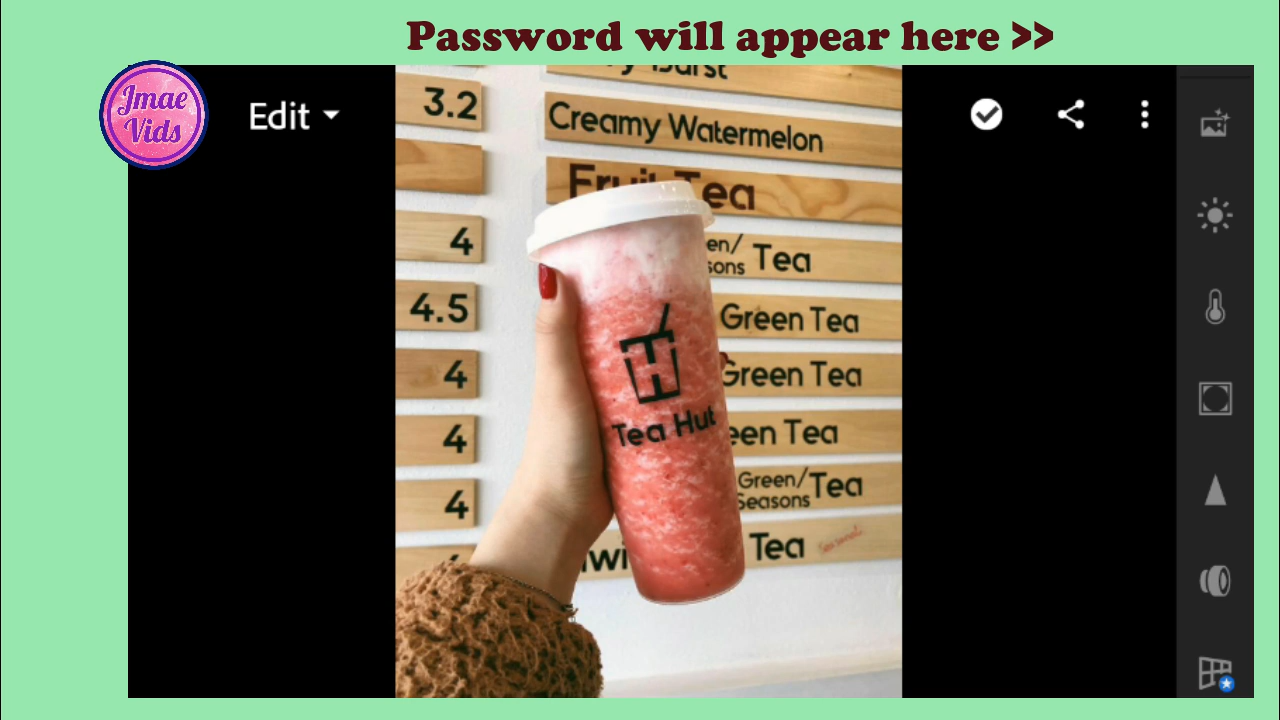 Password will appear here >>
Jmae
Vids
Edit
3.2
Creamy Watermelon
Fruit Tea
4
Tea
4.5
Green Tea
4
Green Tea
4
Tea
4
Green/
Seasons Tea
Tea
Tea Hut